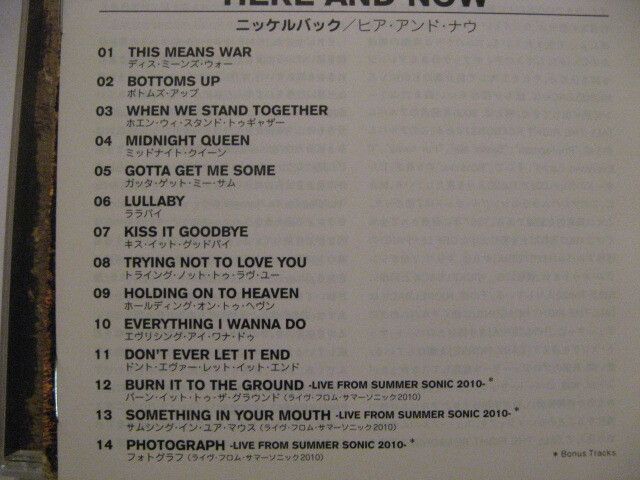 HERE AND NOW
ニッケルバック／ヒア・アンド・ナウ
01 THIS MEANS WAR
ディス・ミーンズ・ウォー
02 BOTTOMS UP
ボトムズ・アップ
03 WHEN WE STAND TOGETHER
ホエン・ウィ・スタンド・トゥギャザー
04 MIDNIGHT QUEEN
ミッドナイト・クイーン
05 GOTTA GET ME SOME
ガッタ・ゲット・ミー・サム
06 LULLABY
ララバイ
07 KISS IT GOODBYE
キス・イット・グッドバイ
08 TRYING NOT TO LOVE YOU
トライング・ノット・トゥ・ラヴ・ユー
09 HOLDING ON TO HEAVEN
ホールディング・オン・トゥ・ヘヴン
10 EVERYTHING I WANNA DO
エヴリシング・アイ・ワナ・ドゥ
11 DON'T EVER LET IT END
ドント・エヴァー・レット・イット・エンド
12 BURN IT TO THE GROUND -LIVE FROM SUMMER SONIC 2010- *
バーン・イット・トゥ・ザ・グラウンド（ライヴ・フロム・サマーソニック2010）
13 SOMETHING IN YOUR MOUTH -LIVE FROM SUMMER SONIC 2010- *
サムシング・イン・ユア・マウス（ライヴ・フロム・サマーソニック2010）
14 PHOTOGRAPH -LIVE FROM SUMMER SONIC 2010- *
フォトグラフ（ライヴ・フロム・サマーソニック2010）
* Bonus Tracks